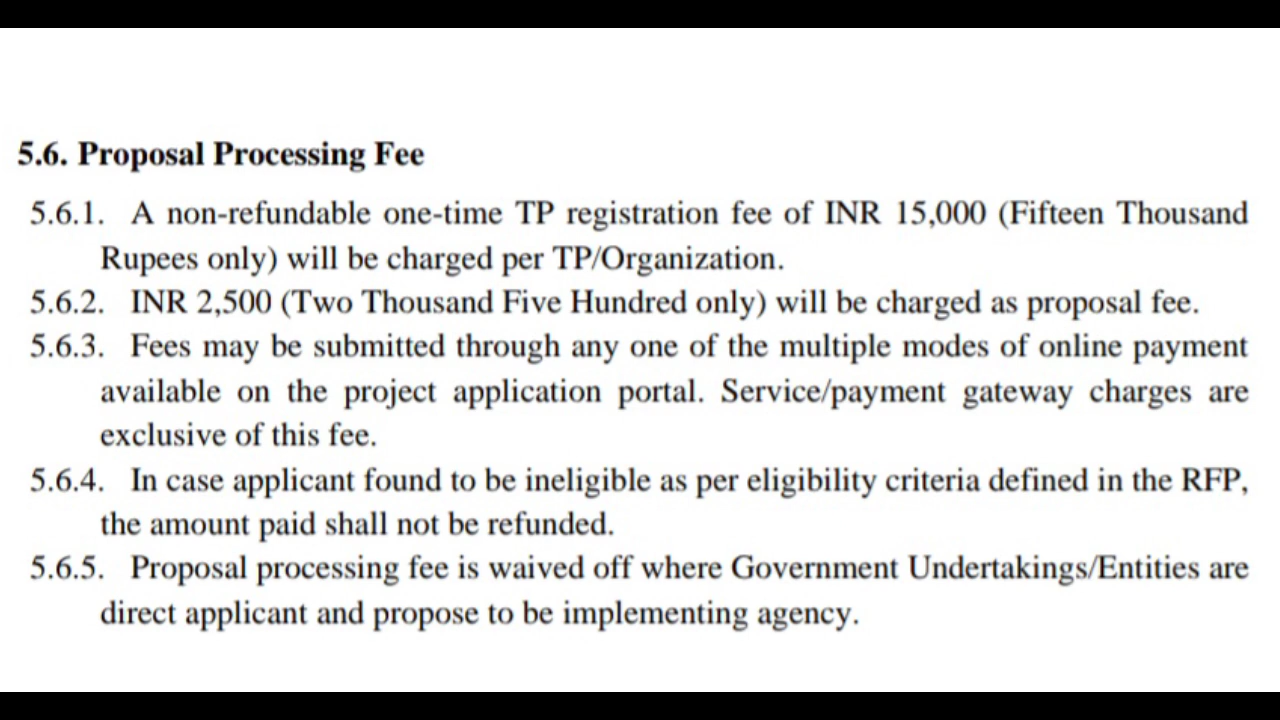 5.6. Proposal Processing Fee
5.6.1. A non-refundable one-time TP registration fee of INR 15,000 (Fifteen Thousand
Rupees only) will be charged per TP/Organization.
5.6.2. INR 2,500 (Two Thousand Five Hundred only) will be charged as proposal fee.
5.6.3. Fees may be submitted through any one of the multiple modes of online payment
available on the project application portal. Service/payment gateway charges are
exclusive of this fee.
5.6.4. In case applicant found to be ineligible as per eligibility criteria defined in the RFP,
the amount paid shall not be refunded.
5.6.5. Proposal processing fee is waived off where Government Undertakings/Entities are
direct applicant and propose to be implementing agency.